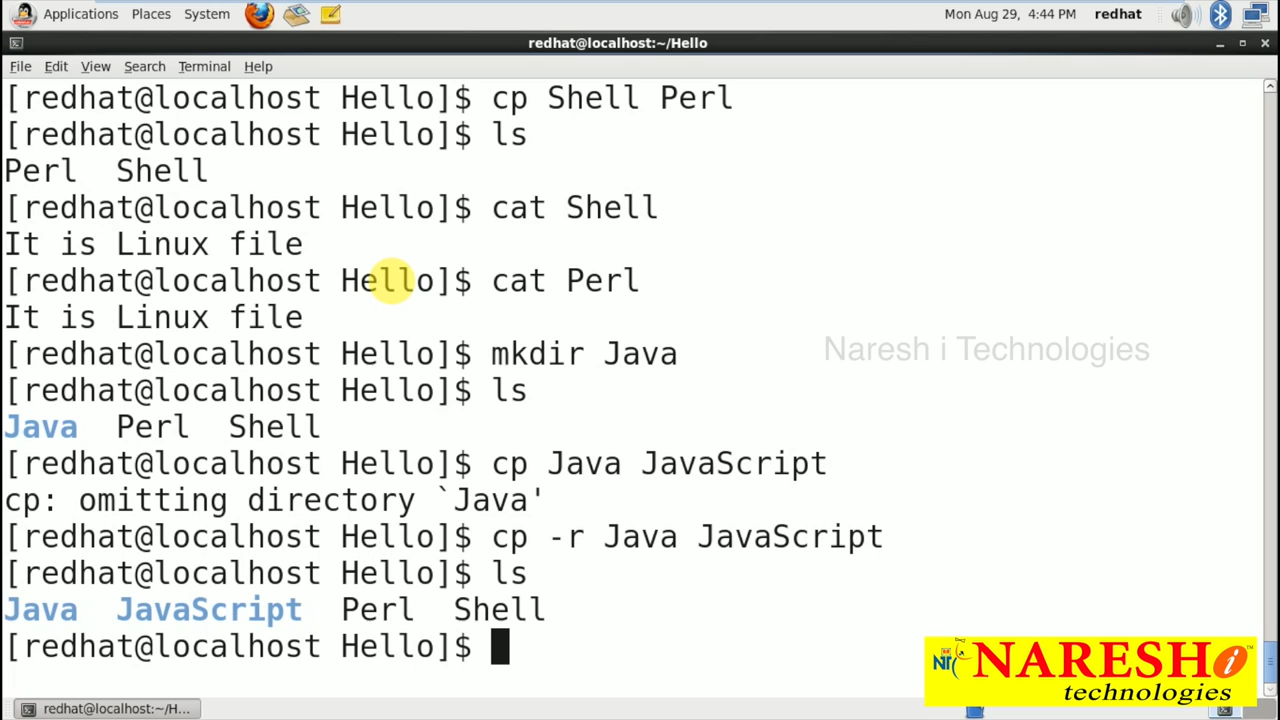 Applications Places System Mon Aug 29, 4:44 PM redhat
redhat@localhost:~/Hello
File Edit View Search Terminal Help
[redhat@localhost Hello]$ cp Shell Perl
[redhat@localhost Hello]$ ls
Perl Shell
[redhat@localhost Hello]$ cat Shell
It is Linux file
[redhat@localhost Hello]$ cat Perl
It is Linux file
[redhat@localhost Hello]$ mkdir Java
Naresh i Technologies
[redhat@localhost Hello]$ ls
Java Perl Shell
[redhat@localhost Hello]$ cp Java JavaScript
cp: omitting directory `Java'
[redhat@localhost Hello]$ cp -r Java JavaScript
[redhat@localhost Hello]$ ls
Java JavaScript Perl Shell
[redhat@localhost Hello]$
NARESH i
technologies
redhat@localhost:~/H...